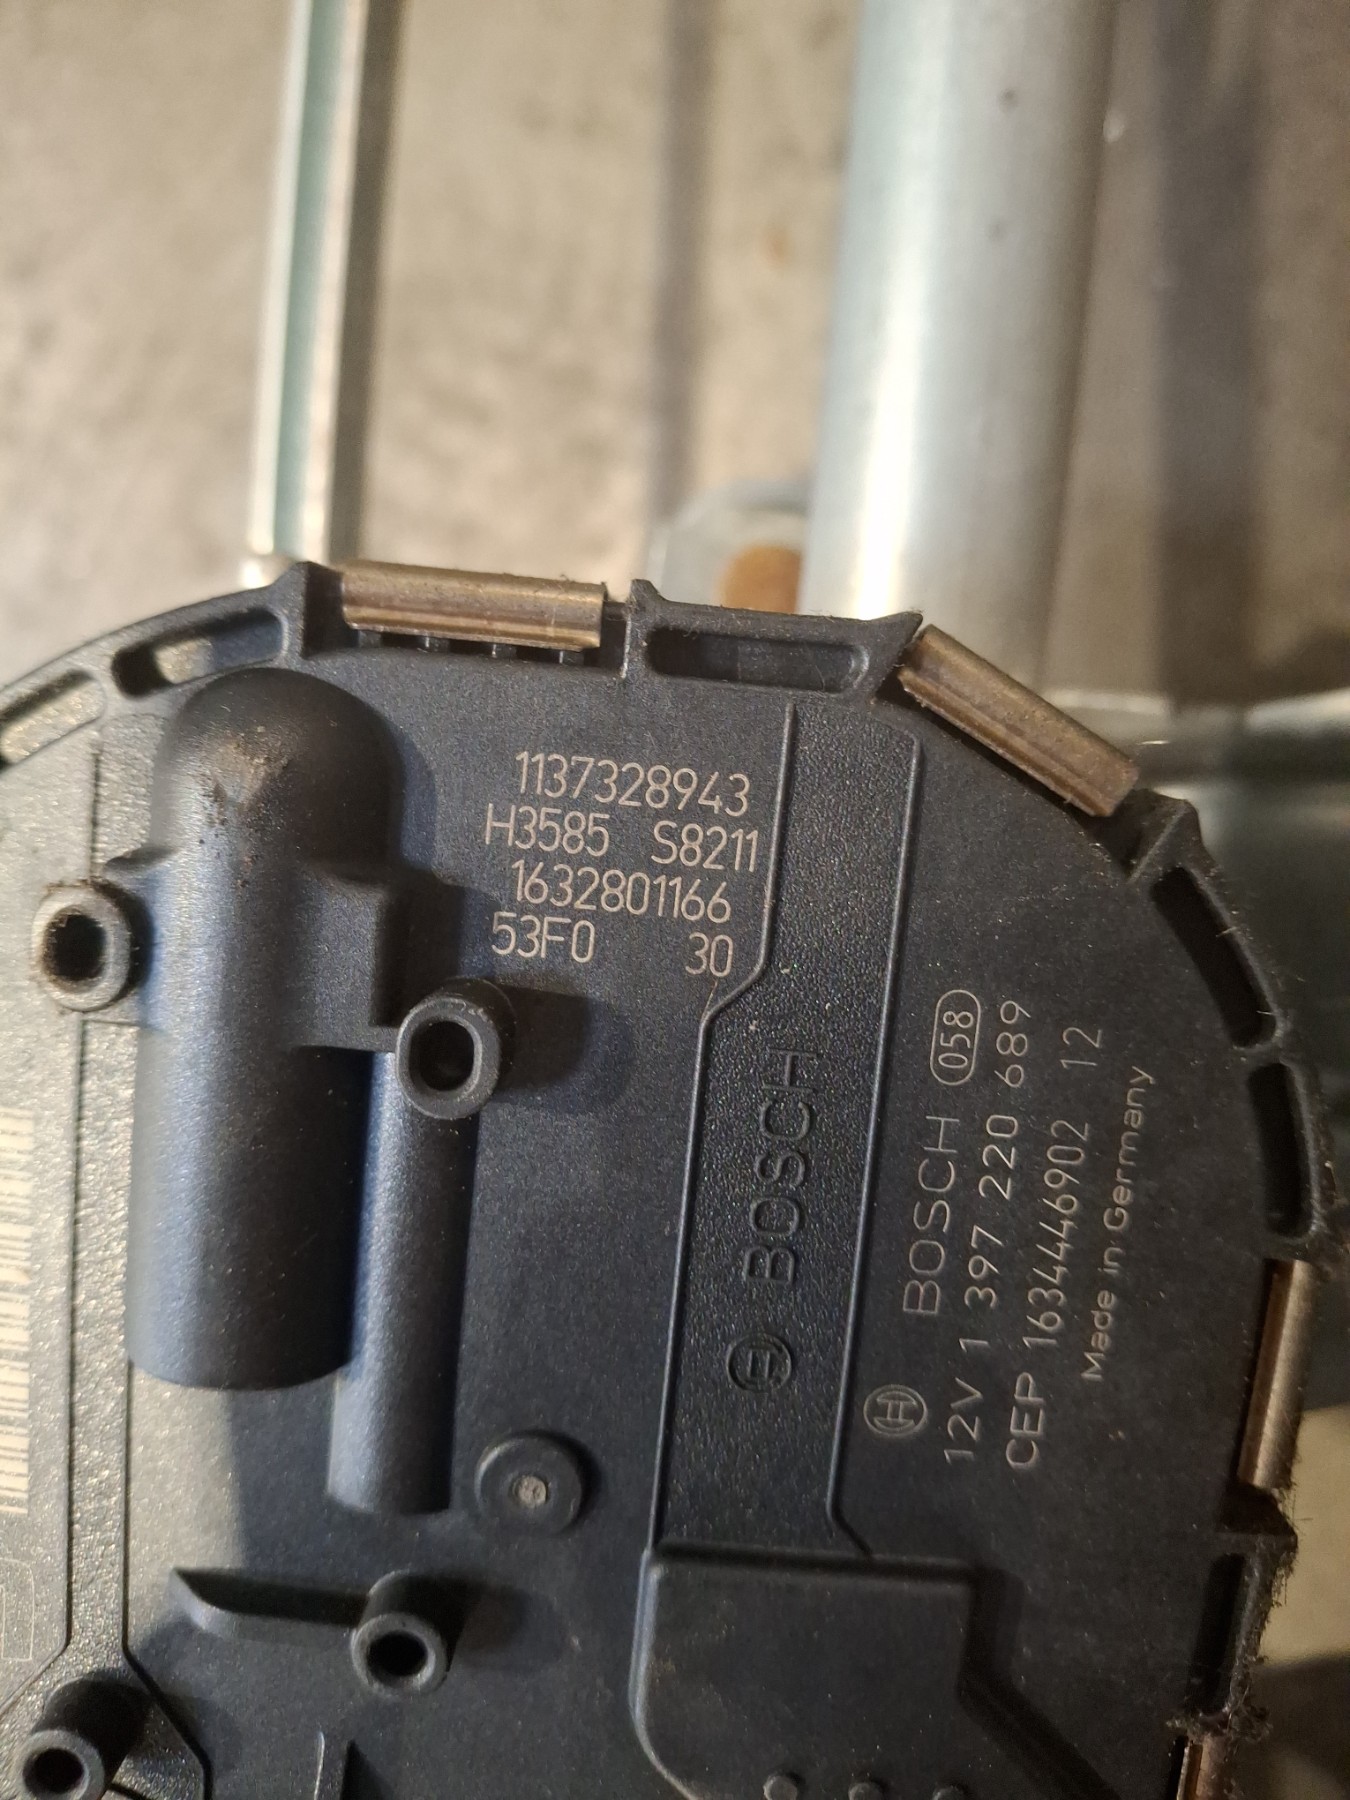 1137328943
H3585 S8211
1632801166
53F0 30
BOSCH
BOSCH 058
12V 1 397 220 689
CEP 1634446902 12
Made in Germany